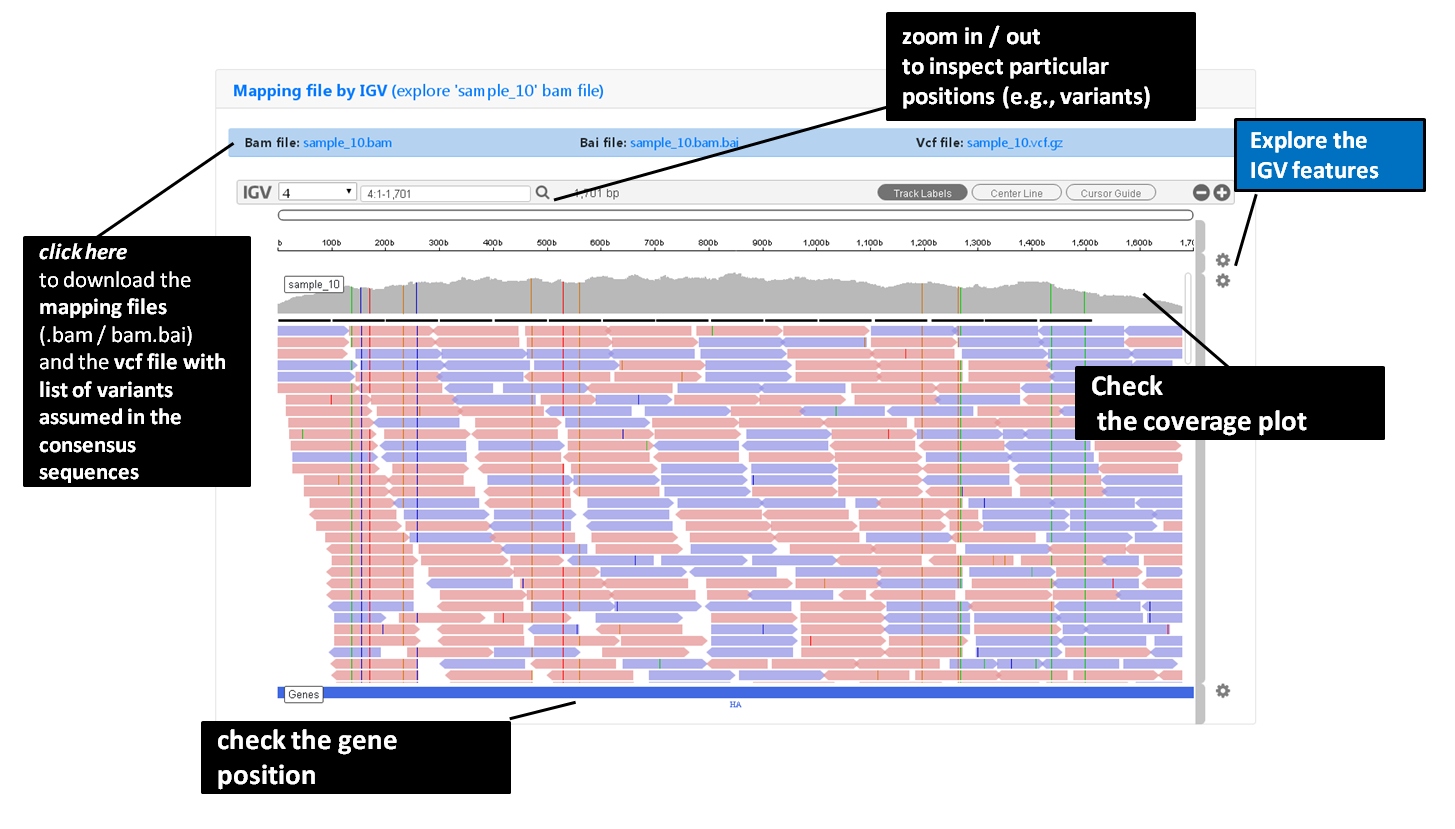 zoom in / out
to inspect particular
positions (e.g., variants)
Mapping file by IGV (explore 'sample_10' bam file)
Bam file: sample_10.bam
Bai file: sample_10.bam.bai
Vcf file: sample_10.vcf.gz
Explore the
IGV features
IGV 4 4:1-1,701 1,701 bp Track Labels Center Line Cursor Guide
click here
to download the
mapping files
(.bam / bam.bai)
and the vcf file with
list of variants
assumed in the
consensus
sequences
b 100b 200b 300b 400b 500b 600b 700b 800b 900b 1,000b 1,100b 1,200b 1,300b 1,400b 1,500b 1,600b 1,70
sample_10
Check
the coverage plot
Genes
HA
check the gene
position